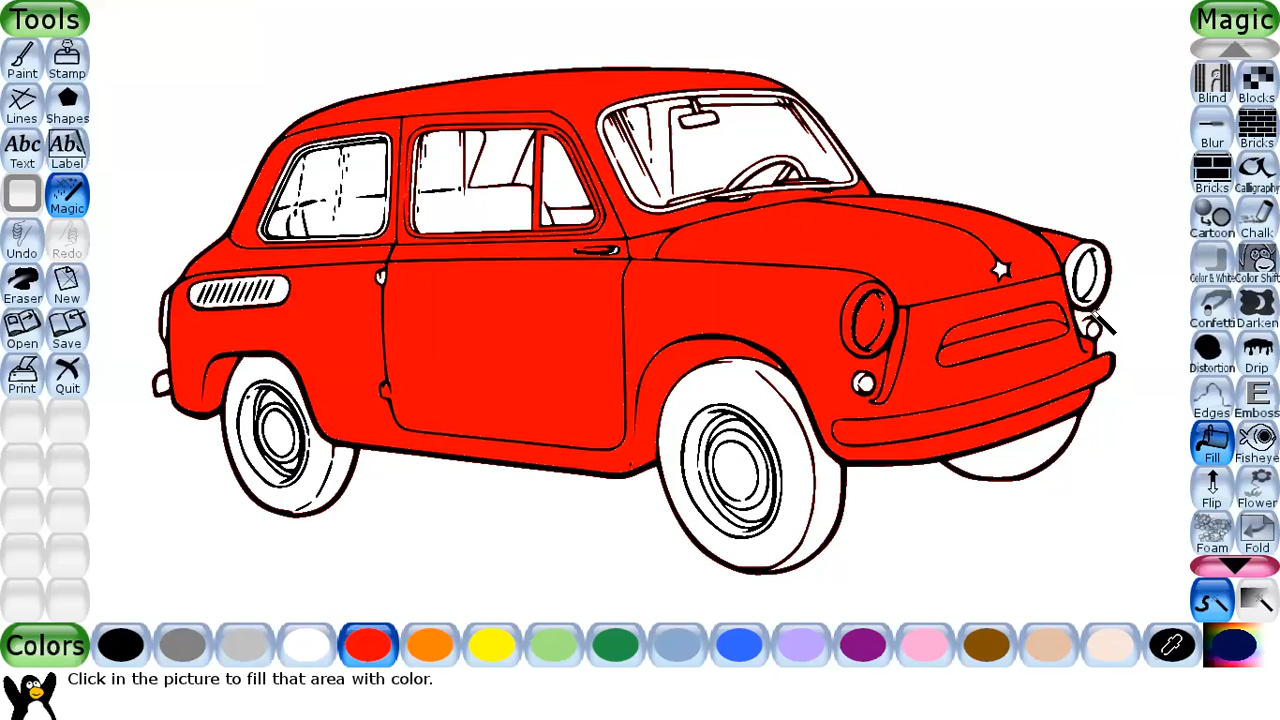 Tools
Magic
Paint
Stamp
Lines
Shapes
Abc
Text
Abc
Label
Magic
Undo
Redo
Eraser
New
Open
Save
Print
Quit
Blind
Blocks
Blur
Bricks
Bricks
Calligraphy
Cartoon
Chalk
Color & White
Color Shift
Confetti
Darken
Distortion
Drip
Edges
E
Emboss
Fill
Fisheye
Flip
Flower
Foam
Fold
Colors
Click in the picture to fill that area with color.